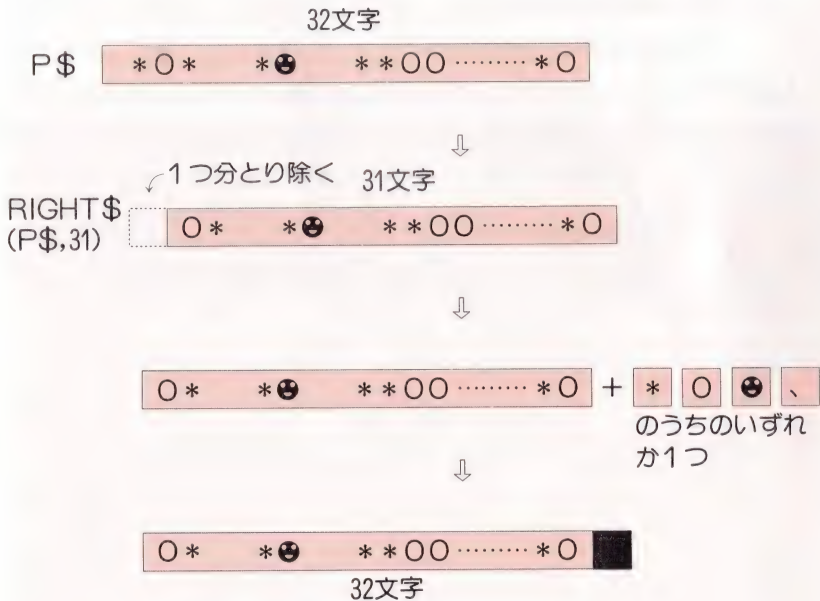 32文字
P$ *O* *☻ **OO ……… *O
⇩
1つ分とり除く 31文字
RIGHT$
(P$,31)
O* *☻ **OO ……… *O
⇩
O* *☻ **OO ……… *O + * O ☻ 、
のうちのいずれ
か1つ
⇩
O* *☻ **OO ……… *O
32文字